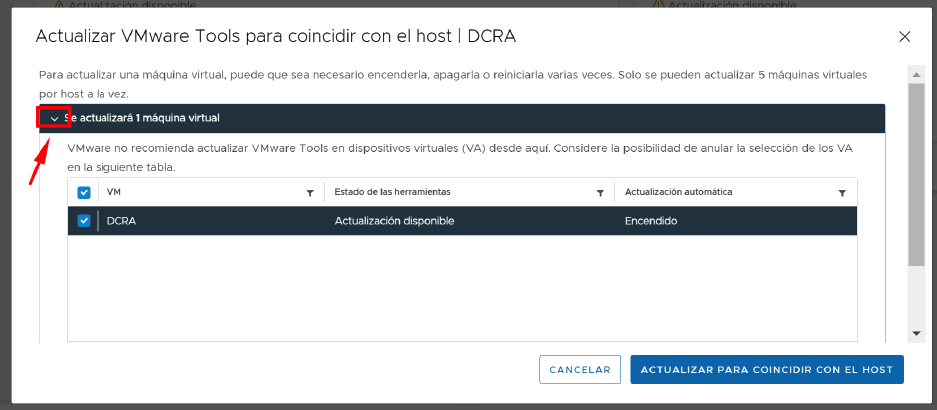 Actualización disponible
Actualización disponible
Actualizar VMware Tools para coincidir con el host | DCRA
Para actualizar una máquina virtual, puede que sea necesario encenderla, apagarla o reiniciarla varias veces. Solo se pueden actualizar 5 máquinas virtuales
por host a la vez.
Se actualizará 1 máquina virtual
VMware no recomienda actualizar VMware Tools en dispositivos virtuales (VA) desde aquí. Considere la posibilidad de anular la selección de los VA
en la siguiente tabla.
VM Estado de las herramientas Actualización automática
DCRA Actualización disponible Encendido
CANCELAR ACTUALIZAR PARA COINCIDIR CON EL HOST